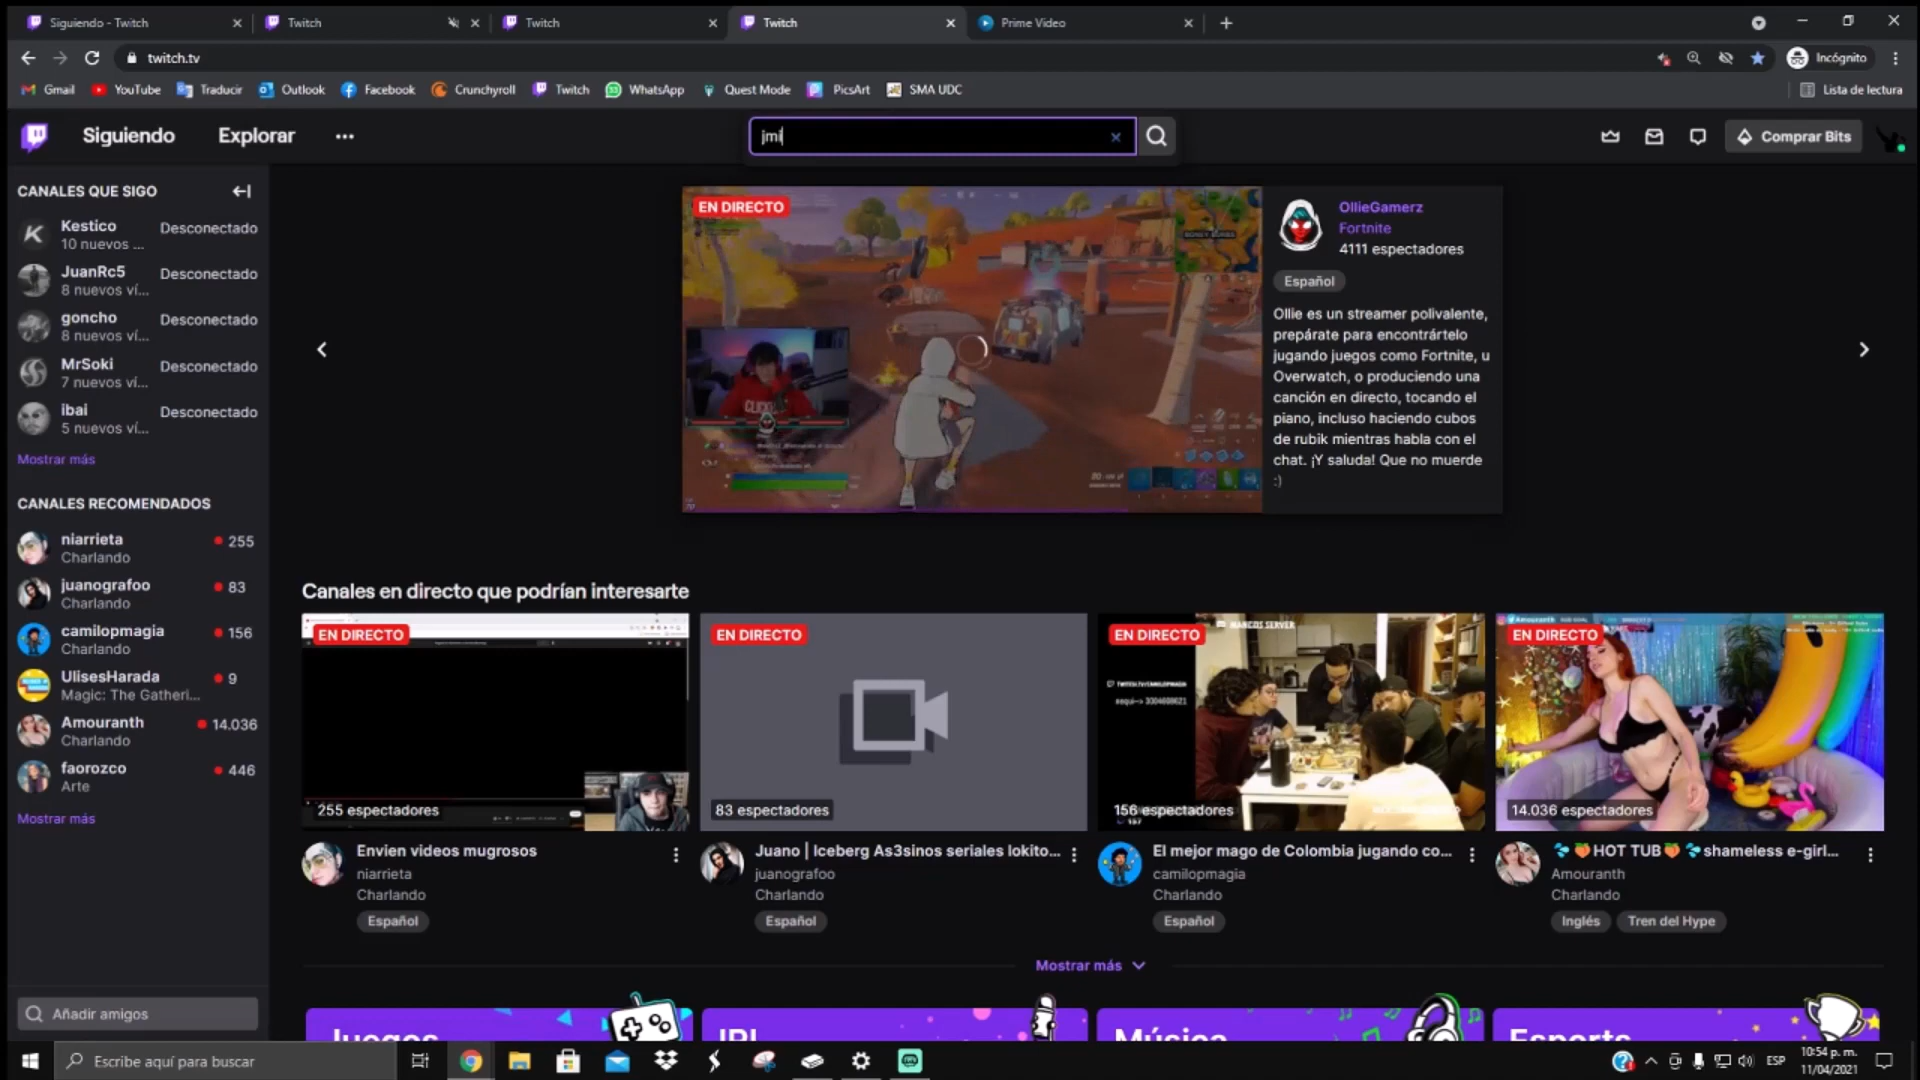 Siguiendo - Twitch
Twitch
Twitch
Twitch
Prime Video
twitch.tv
Incógnito
Gmail
YouTube
Traducir
Outlook
Facebook
Crunchyroll
Twitch
WhatsApp
Quest Mode
PicsArt
SMA UDC
Lista de lectura
Siguiendo
Explorar
jmi
Comprar Bits
CANALES QUE SIGO
Kestico
Desconectado
10 nuevos ...
JuanRc5
Desconectado
8 nuevos ví...
goncho
Desconectado
8 nuevos ví...
MrSoki
Desconectado
7 nuevos ví...
ibai
Desconectado
5 nuevos ví...
Mostrar más
CANALES RECOMENDADOS
niarrieta
255
Charlando
juanografoo
83
Charlando
camilopmagia
156
Charlando
UlisesHarada
9
Magic: The Gatheri...
Amouranth
14.036
Charlando
faorozco
446
Arte
Mostrar más
Añadir amigos
EN DIRECTO
OllieGamerz
Fortnite
4111 espectadores
Español
Ollie es un streamer polivalente,
prepárate para encontrártelo
jugando juegos como Fortnite, u
Overwatch, o produciendo una
canción en directo, tocando el
piano, incluso haciendo cubos
de rubik mientras habla con el
chat. ¡Y saluda! Que no muerde
:)
Canales en directo que podrían interesarte
EN DIRECTO
255 espectadores
Envien videos mugrosos
niarrieta
Charlando
Español
EN DIRECTO
83 espectadores
Juano | Iceberg As3sinos seriales lokito...
juanografoo
Charlando
Español
EN DIRECTO
MANCOS SERVER
156 espectadores
El mejor mago de Colombia jugando co...
camilopmagia
Charlando
Español
EN DIRECTO
Amouranth
14.036 espectadores
💦🍑HOT TUB🍑💦shameless e-girl...
Amouranth
Charlando
Inglés
Tren del Hype
Mostrar más
Juegos
IRL
Música
Esports
Escribe aquí para buscar
ESP
10:54 p. m.
11/04/2021